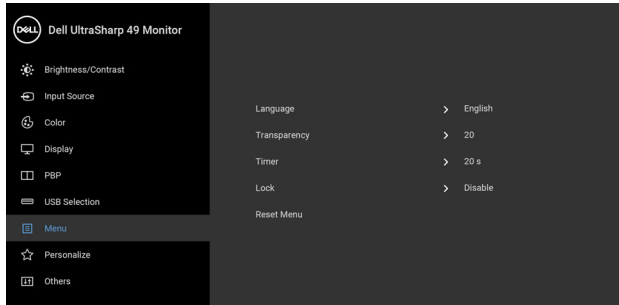 DELL Dell UltraSharp 49 Monitor
Brightness/Contrast
Input Source
Color
Display
PBP
USB Selection
Menu
Personalize
Others
Language > English
Transparency > 20
Timer > 20 s
Lock > Disable
Reset Menu